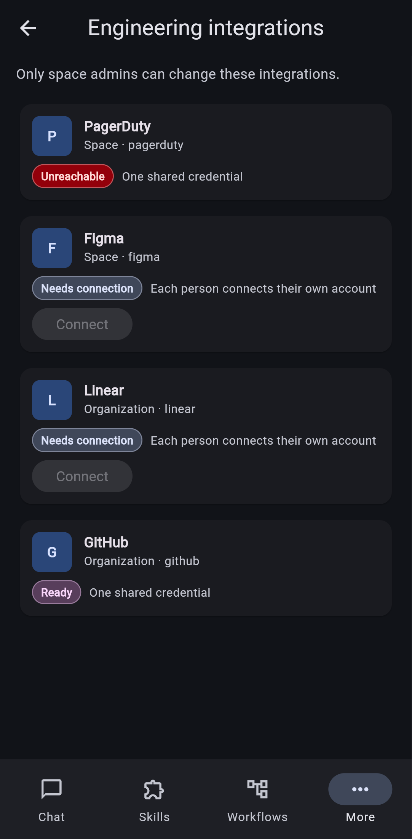 Engineering integrations
Only space admins can change these integrations.
P
PagerDuty
Space · pagerduty
Unreachable One shared credential
F
Figma
Space · figma
Needs connection Each person connects their own account
Connect
L
Linear
Organization · linear
Needs connection Each person connects their own account
Connect
G
GitHub
Organization · github
Ready One shared credential
Chat Skills Workflows More